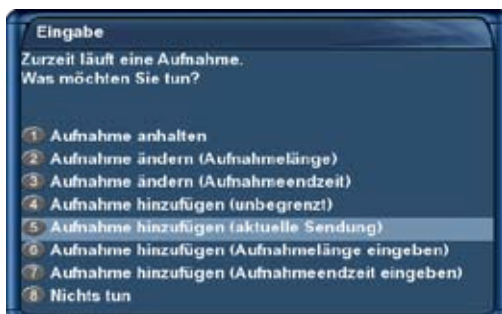 Eingabe
Zurzeit läuft eine Aufnahme.
Was möchten Sie tun?
1 Aufnahme anhalten
2 Aufnahme ändern (Aufnahmelänge)
3 Aufnahme ändern (Aufnahmeendzeit)
4 Aufnahme hinzufügen (unbegrenzt)
5 Aufnahme hinzufügen (aktuelle Sendung)
6 Aufnahme hinzufügen (Aufnahmelänge eingeben)
7 Aufnahme hinzufügen (Aufnahmeendzeit eingeben)
8 Nichts tun